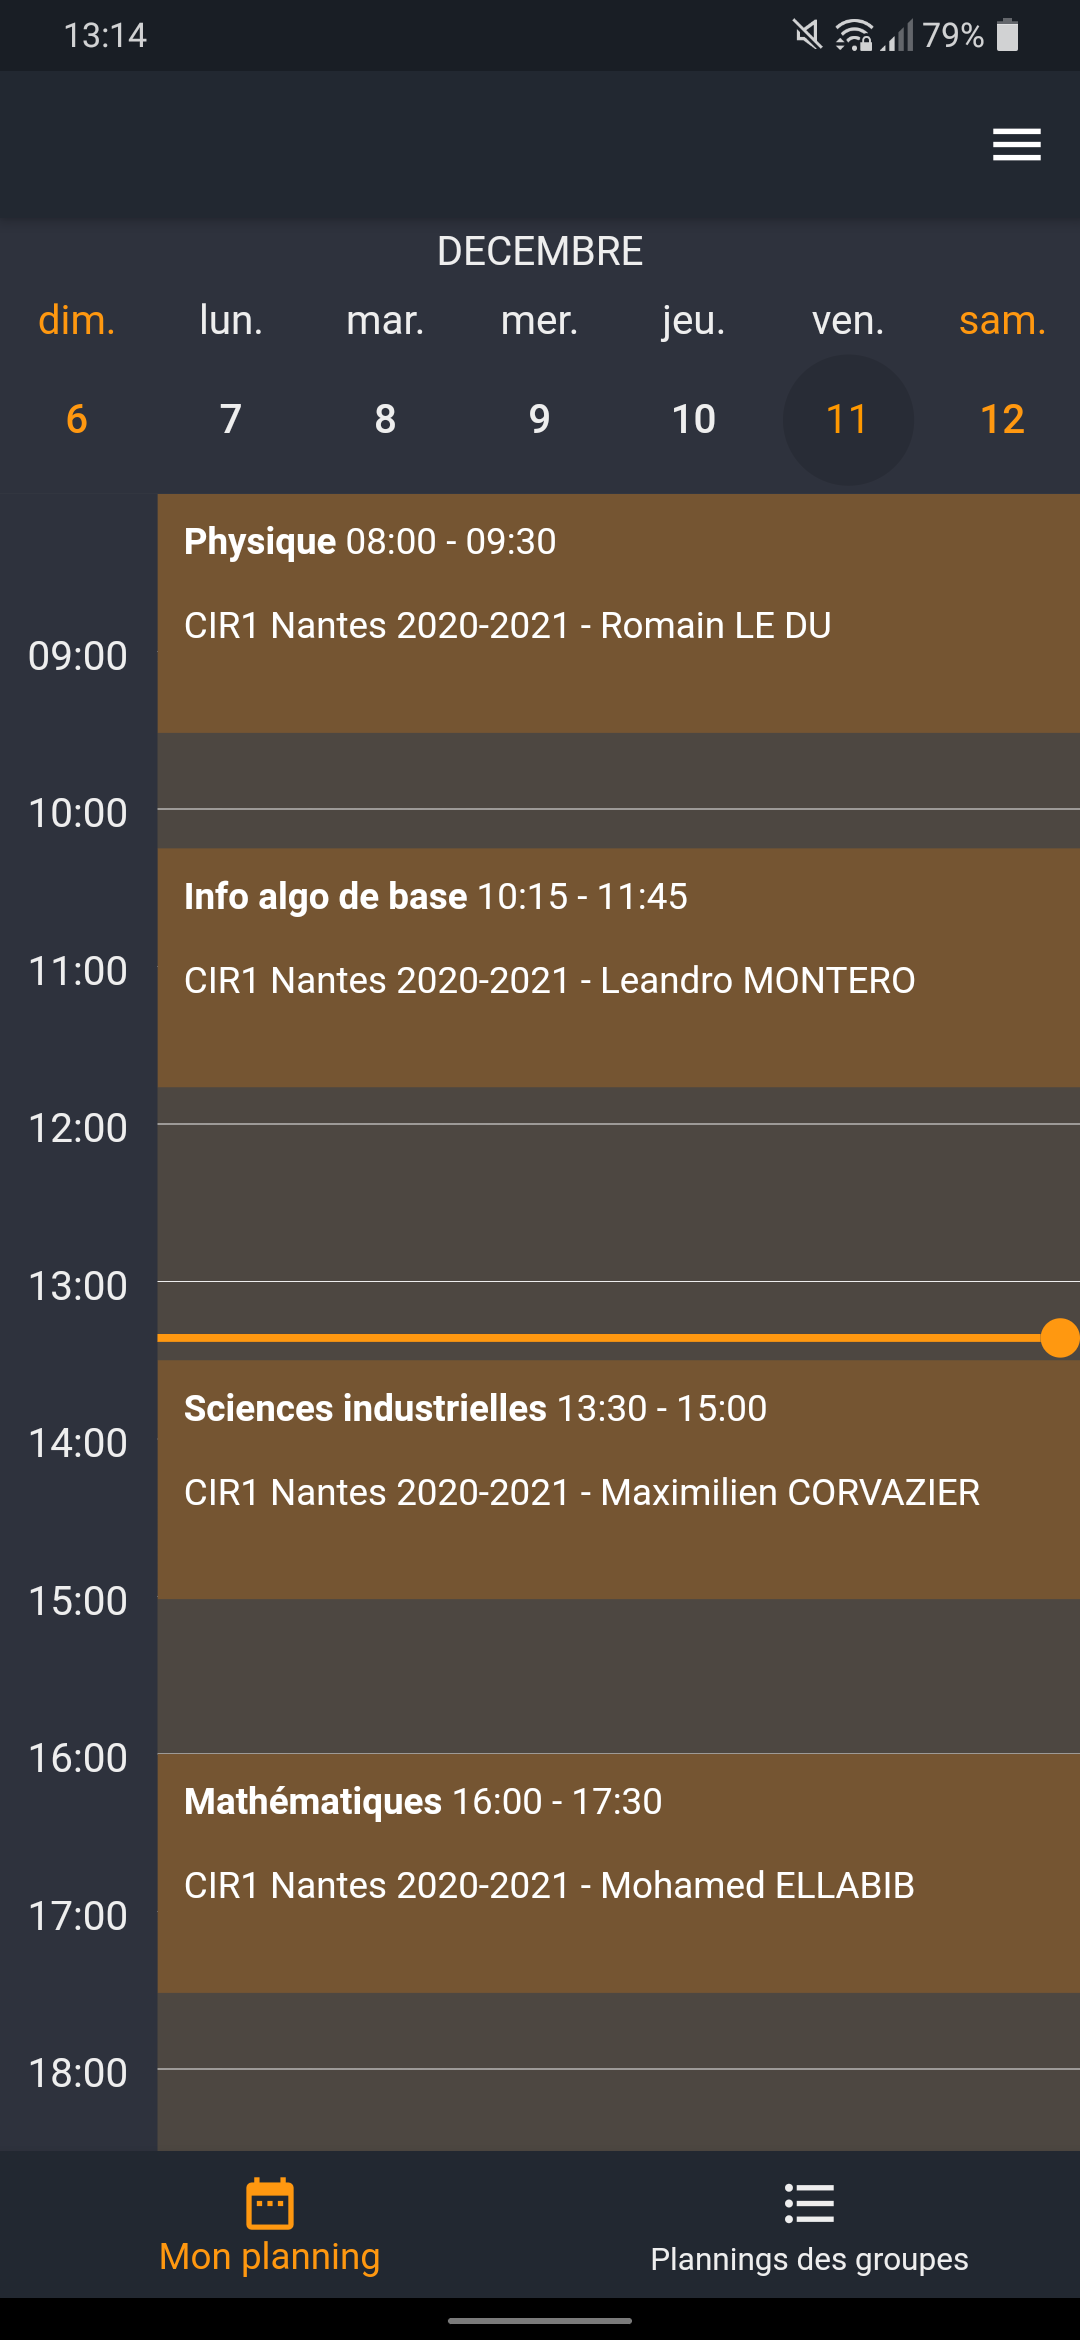 13:14
79%
DECEMBRE
dim. lun. mar. mer. jeu. ven. sam.
6 7 8 9 10 11 12
Physique 08:00 - 09:30
CIR1 Nantes 2020-2021 - Romain LE DU
09:00
10:00
Info algo de base 10:15 - 11:45
11:00
CIR1 Nantes 2020-2021 - Leandro MONTERO
12:00
13:00
Sciences industrielles 13:30 - 15:00
14:00
CIR1 Nantes 2020-2021 - Maximilien CORVAZIER
15:00
16:00
Mathématiques 16:00 - 17:30
CIR1 Nantes 2020-2021 - Mohamed ELLABIB
17:00
18:00
Mon planning
Plannings des groupes